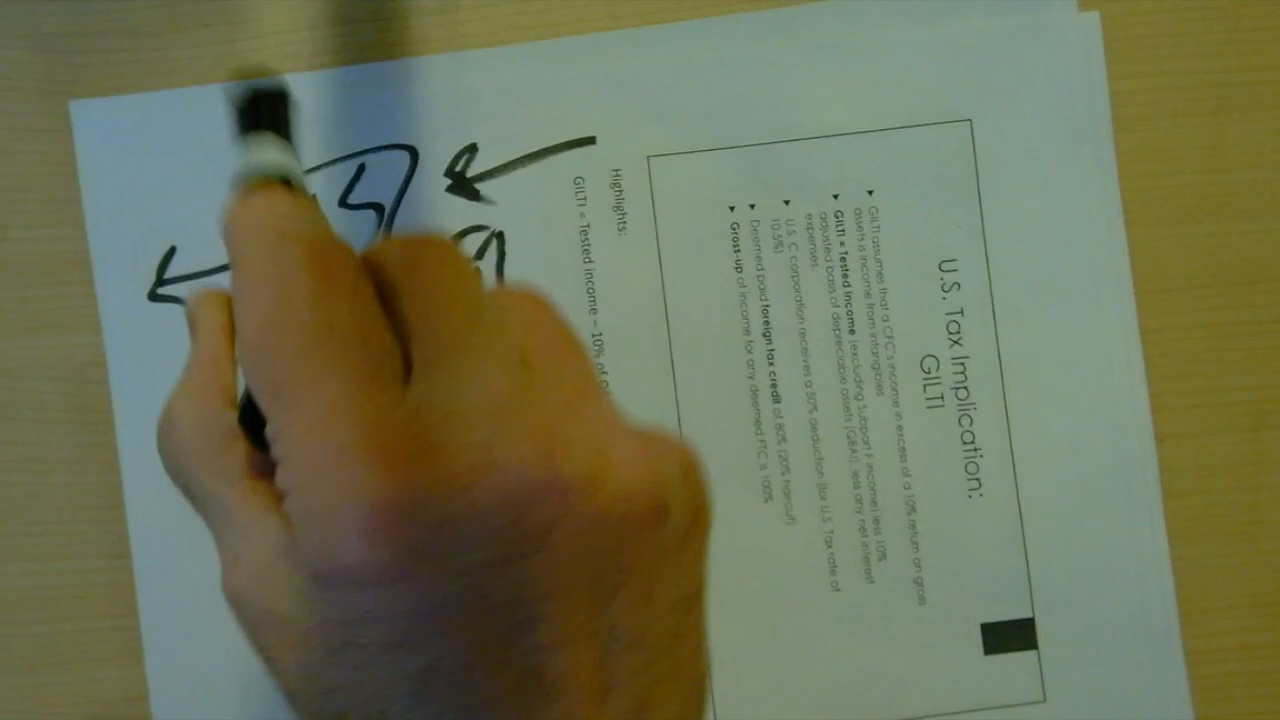 U.S. Tax Implication:
GILTI
▶ GILTI assumes that a CFC's income in excess of a 10% return on gross
assets is income from intangibles
▶ GILTI = Tested Income (excluding Subpart F income) less 10%
adjusted basis of depreciable assets (QBAI), less any net interest
expenses.
▶ U.S. C corporation receives a 50% deduction (for U.S. Tax rate of
10.5%)
▶ Deemed paid foreign tax credit of 80% (20% haircut)
▶ Gross-up of income for any deemed FTC is 100%
Highlights:
GILTI = Tested income – 10% of